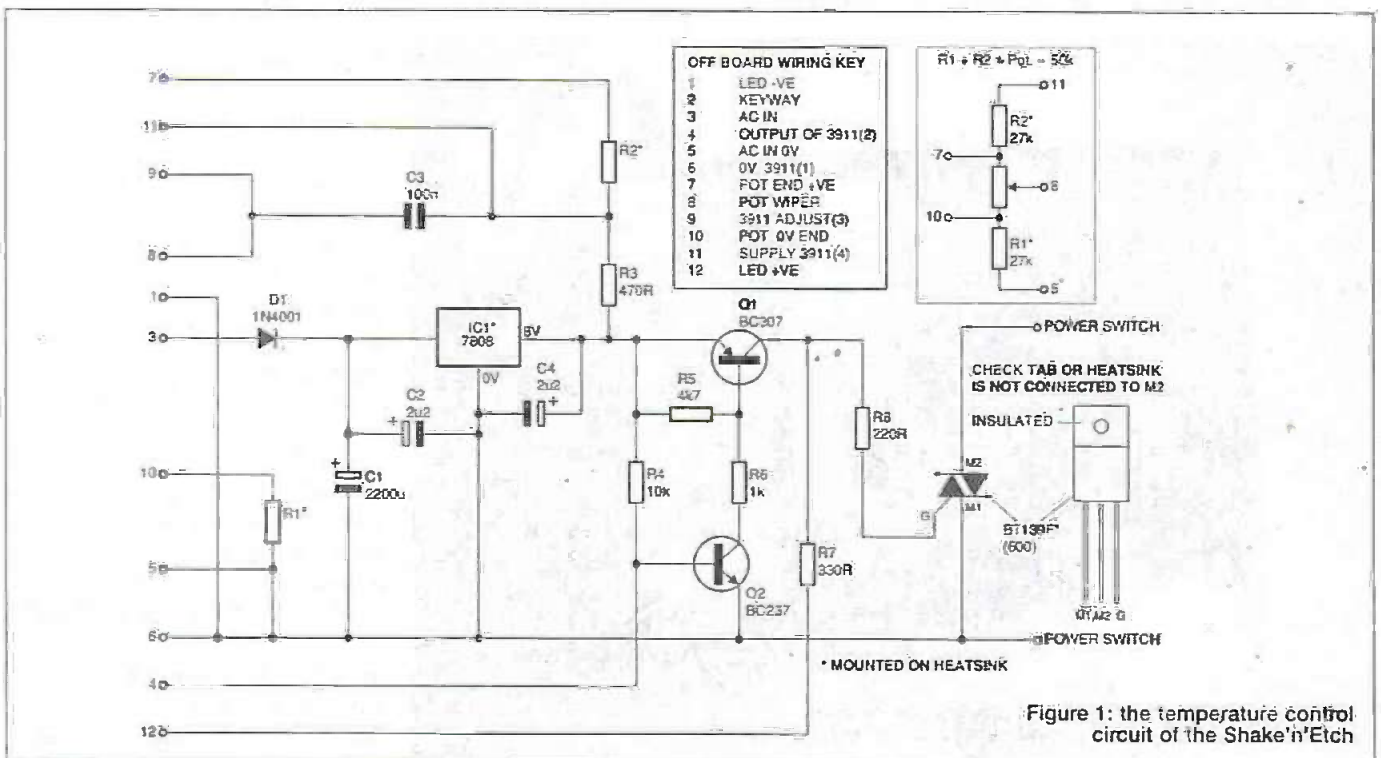 7
11
9
8
1
3
10
5
6
4
12
C3
100n
R2*
R3
470R
D1
1N4001
IC1*
7808
8V
0V
C4
2u2
C2
2u2
C1
2200u
R1*
R5
4k7
R4
10k
R6
1k
Q1
BC307
Q2
BC237
R7
330R
R8
220R
OFF BOARD WIRING KEY
1 LED -VE
2 KEYWAY
3 AC IN
4 OUTPUT OF 3911(2)
5 AC IN 0V
6 0V 3911(1)
7 POT END +VE
8 POT WIPER
9 3911 ADJUST(3)
10 POT 0V END
11 SUPPLY 3911(4)
12 LED +VE
R1 + R2 + Pot = 50k
11
R2*
27k
7
8
10
R1*
27k
POWER SWITCH
CHECK TAB OR HEATSINK
IS NOT CONNECTED TO M2
INSULATED
M2
M1
G
BT139F*
(600)
M1 M2 G
POWER SWITCH
* MOUNTED ON HEATSINK
Figure 1: the temperature control
circuit of the Shake'n'Etch